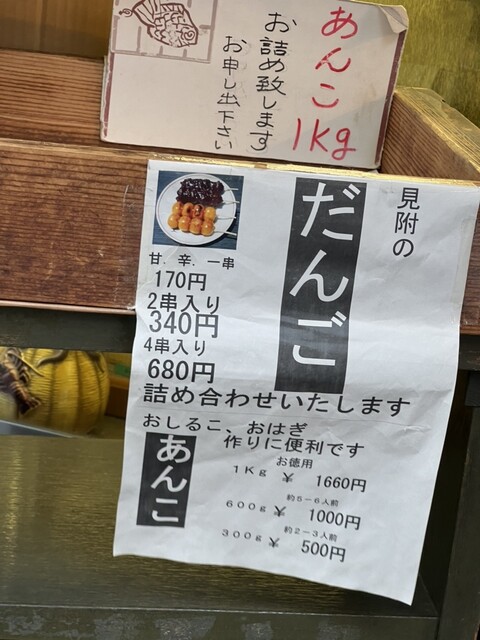 あんこ
1kg
お詰め致します
お申し出下さい
見附の
だんご
甘.辛.一串
170円
2串入り
340円
4串入り
680円
詰め合わせいたします
おしるこ、おはぎ
作りに便利です
あんこ
お徳用
1Kg ¥ 1660円
約5−6人前
600g ¥ 1000円
約2−3人前
300g ¥ 500円